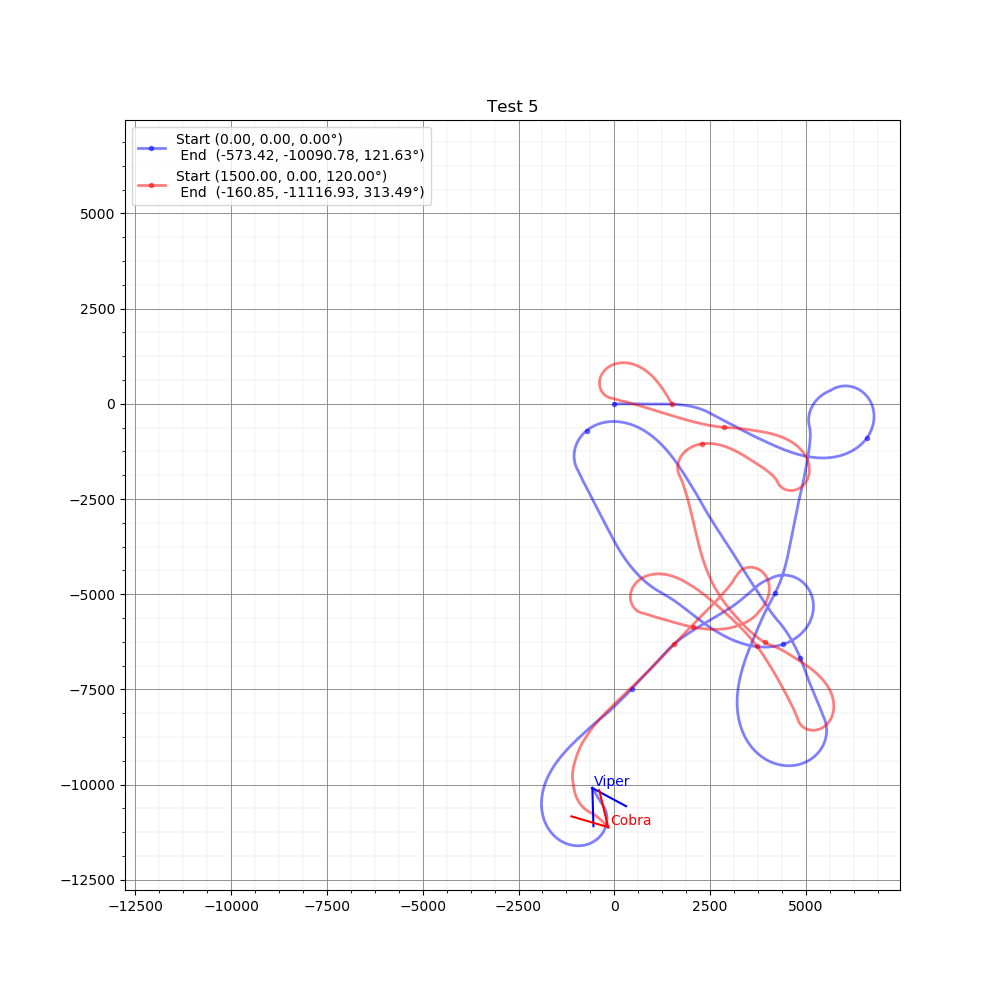 Test 5
Start (0.00, 0.00, 0.00°)
End (-573.42, -10090.78, 121.63°)
Start (1500.00, 0.00, 120.00°)
End (-160.85, -11116.93, 313.49°)
5000
2500
0
−2500
−5000
−7500
−10000
−12500
Viper
Cobra
−12500 −10000 −7500 −5000 −2500 0 2500 5000